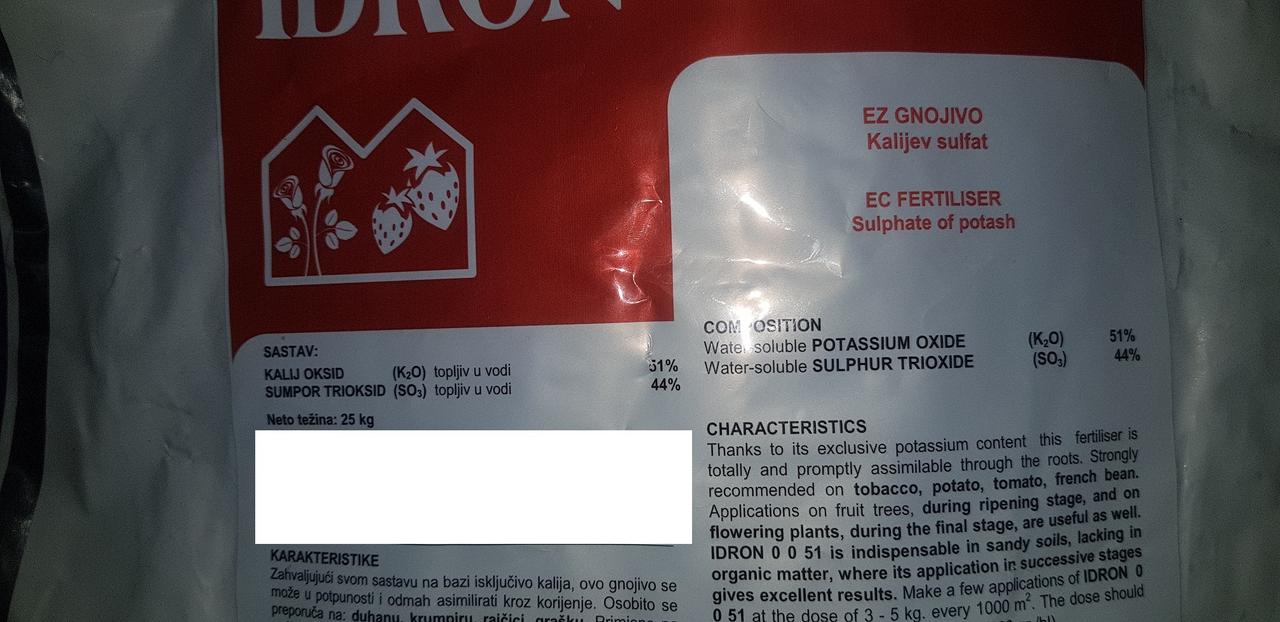 IDRON
EZ GNOJIVO
Kalijev sulfat
EC FERTILISER
Sulphate of potash
SASTAV:
KALIJ OKSID (K₂O) topljiv u vodi 51%
SUMPOR TRIOKSID (SO₃) topljiv u vodi 44%
Neto težina: 25 kg
KARAKTERISTIKE
Zahvaljujući svom sastavu na bazi isključivo kalija, ovo gnojivo se
može u potpunosti i odmah asimilirati kroz korijenje. Osobito se
preporuča na: duhanu, krumpiru, rajčici, grašku.
COMPOSITION
Water-soluble POTASSIUM OXIDE (K₂O) 51%
Water-soluble SULPHUR TRIOXIDE (SO₃) 44%
CHARACTERISTICS
Thanks to its exclusive potassium content this fertiliser is
totally and promptly assimilable through the roots. Strongly
recommended on tobacco, potato, tomato, french bean.
Applications on fruit trees, during ripening stage, and on
flowering plants, during the final stage, are useful as well.
IDRON 0 0 51 is indispensable in sandy soils, lacking in
organic matter, where its application in successive stages
gives excellent results. Make a few applications of IDRON 0
0 51 at the dose of 3 - 5 kg. every 1000 m². The dose should